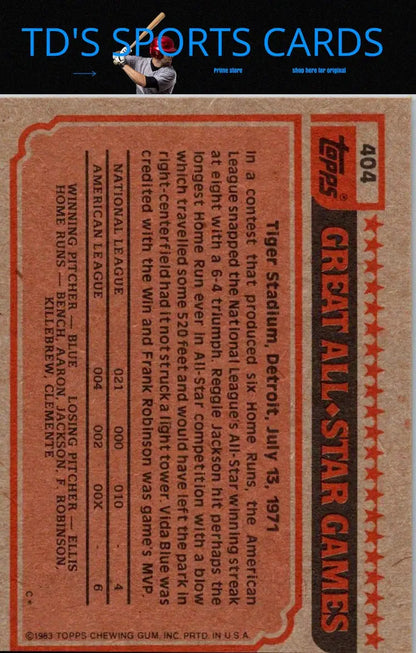 TD'S SPORTS CARDS
Prime store
shop here for original
404
Topps®
GREAT ALL★STAR GAMES
Tiger Stadium, Detroit, July 13, 1971
In a contest that produced six Home Runs, the American
League snapped the National League's All-Star winning streak
at eight with a 6-4 triumph. Reggie Jackson hit perhaps the
longest Home Run ever in All-Star competition with a blow
which travelled some 520 feet and would have left the park in
right-centerfield had it not struck a light tower. Vida Blue was
credited with the Win and Frank Robinson was game's MVP.
NATIONAL LEAGUE 021 000 010 - 4
AMERICAN LEAGUE 004 002 00X - 6
WINNING PITCHER — BLUE LOSING PITCHER — ELLIS
HOME RUNS — BENCH, AARON, JACKSON, F. ROBINSON,
KILLEBREW, CLEMENTE
©1983 TOPPS CHEWING GUM, INC. PRTD. IN U.S.A.
C*